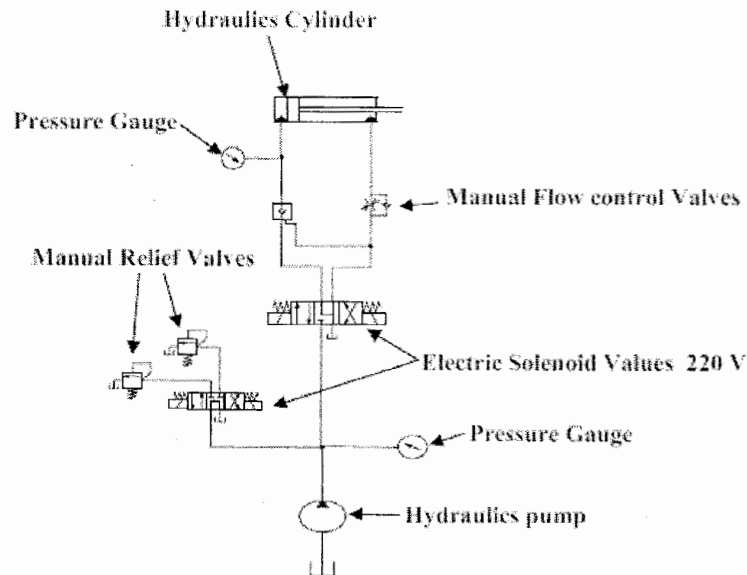 Hydraulics Cylinder
Pressure Gauge
Manual Flow control Valves
Manual Relief Valves
Electric Solenoid Values 220 V
Pressure Gauge
Hydraulics pump